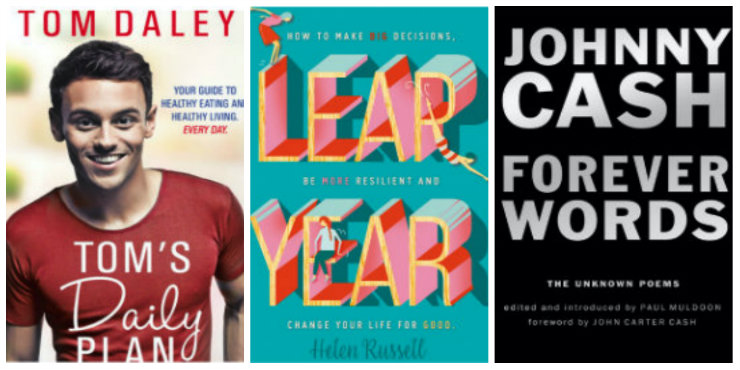 TOM DALEY
YOUR GUIDE TO
HEALTHY EATING AN
HEALTHY LIVING.
EVERY DAY.
TOM'S
Daily
PLAN
HOW TO MAKE BIG DECISIONS,
LEAP
BE MORE RESILIENT AND
YEAR
CHANGE YOUR LIFE FOR GOOD.
Helen Russell
JOHNNY
CASH
FOREVER
WORDS
THE UNKNOWN POEMS
edited and introduced by PAUL MULDOON
foreword by JOHN CARTER CASH